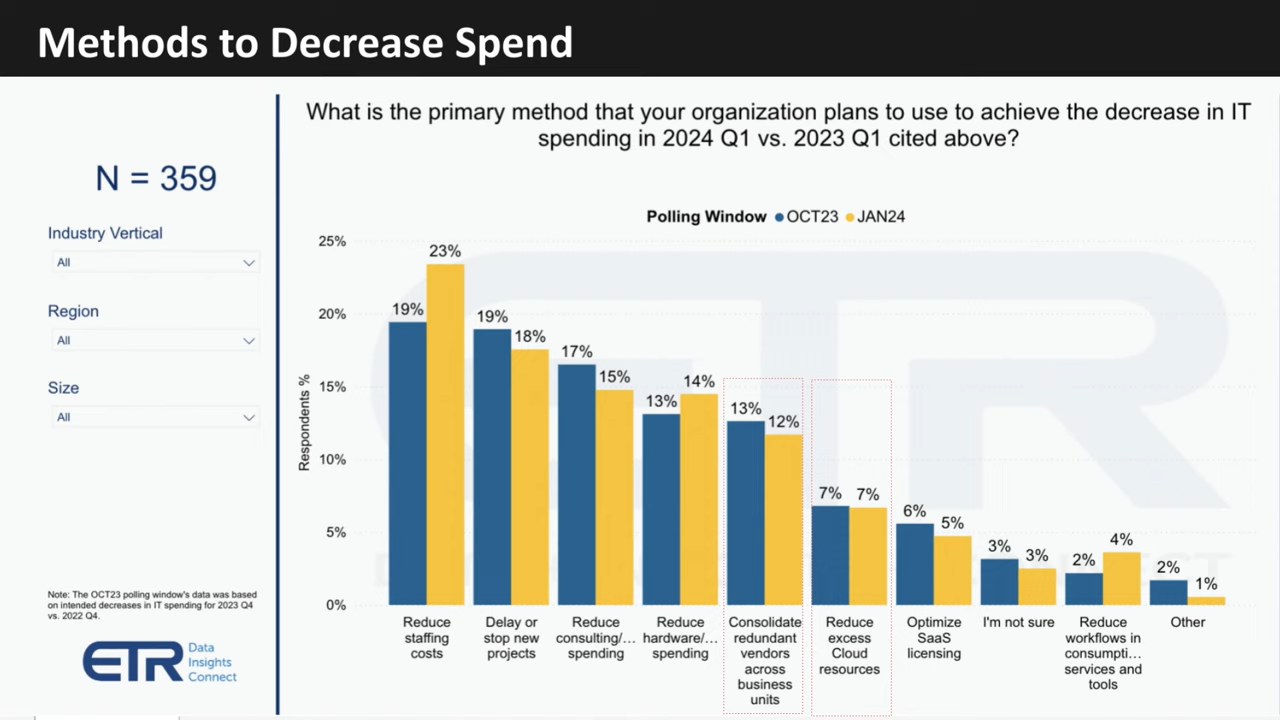 Methods to Decrease Spend
What is the primary method that your organization plans to use to achieve the decrease in IT
spending in 2024 Q1 vs. 2023 Q1 cited above?
N = 359
Industry Vertical
All
Region
All
Size
All
Note: The OCT23 polling window's data was based
on intended decreases in IT spending for 2023 Q4
vs. 2022 Q4.
ETR Data
Insights
Connect
Polling Window OCT23 JAN24
Respondents %
25%
20%
15%
10%
5%
0%
19% 23%
19% 18%
17% 15%
13% 14%
13% 12%
7% 7%
6% 5%
3% 3%
2% 4%
2% 1%
Reduce
staffing
costs
Delay or
stop new
projects
Reduce
consulting/...
spending
Reduce
hardware/...
spending
Consolidate
redundant
vendors
across
business
units
Reduce
excess
Cloud
resources
Optimize
SaaS
licensing
I'm not sure
Reduce
workflows in
consumpti...
services and
tools
Other
ETR